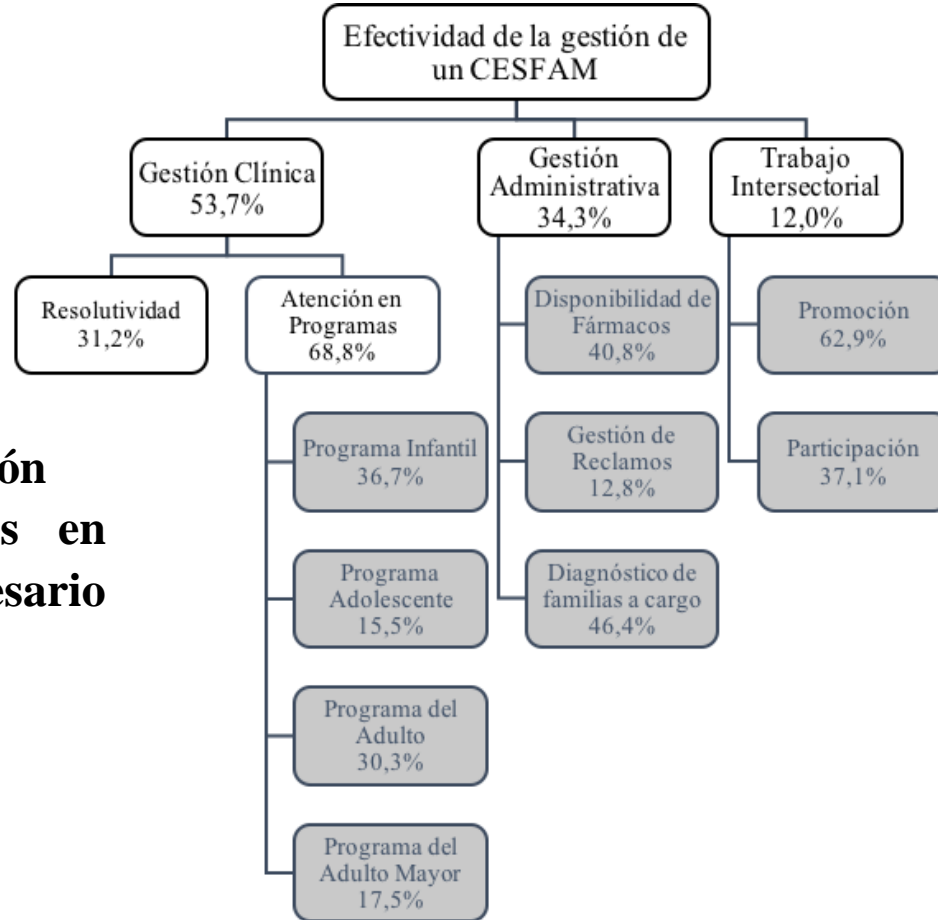 Efectividad de la gestión de
un CESFAM
Gestión Clínica
53,7%
Gestión
Administrativa
34,3%
Trabajo
Intersectorial
12,0%
Resolutividad
31,2%
Atención en
Programas
68,8%
Disponibilidad de
Fármacos
40,8%
Promoción
62,9%
Programa Infantil
36,7%
Gestión de
Reclamos
12,8%
Participación
37,1%
Programa
Adolescente
15,5%
Diagnóstico de
familias a cargo
46,4%
Programa del
Adulto
30,3%
Programa del
Adulto Mayor
17,5%
ón
s en
esario